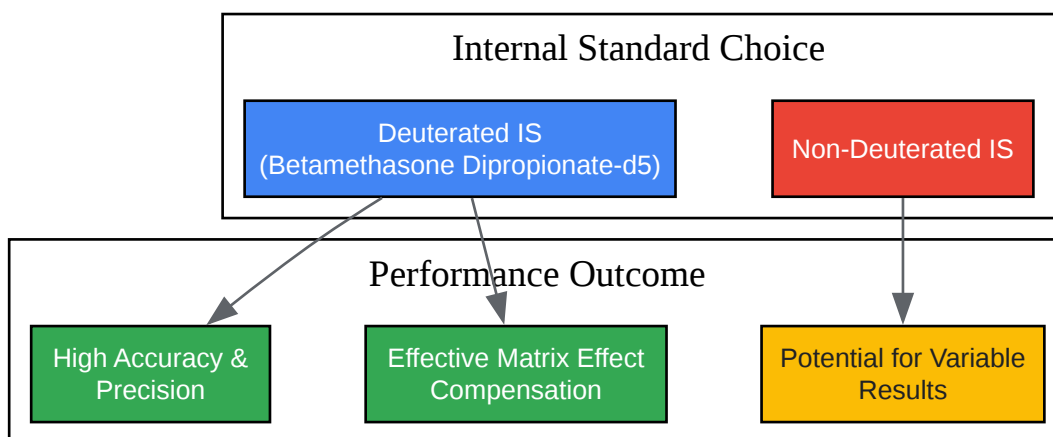 Internal Standard Choice
Deuterated IS
(Betamethasone Dipropionate-d5)
Non-Deuterated IS
Performance Outcome
High Accuracy &
Precision
Effective Matrix Effect
Compensation
Potential for Variable
Results